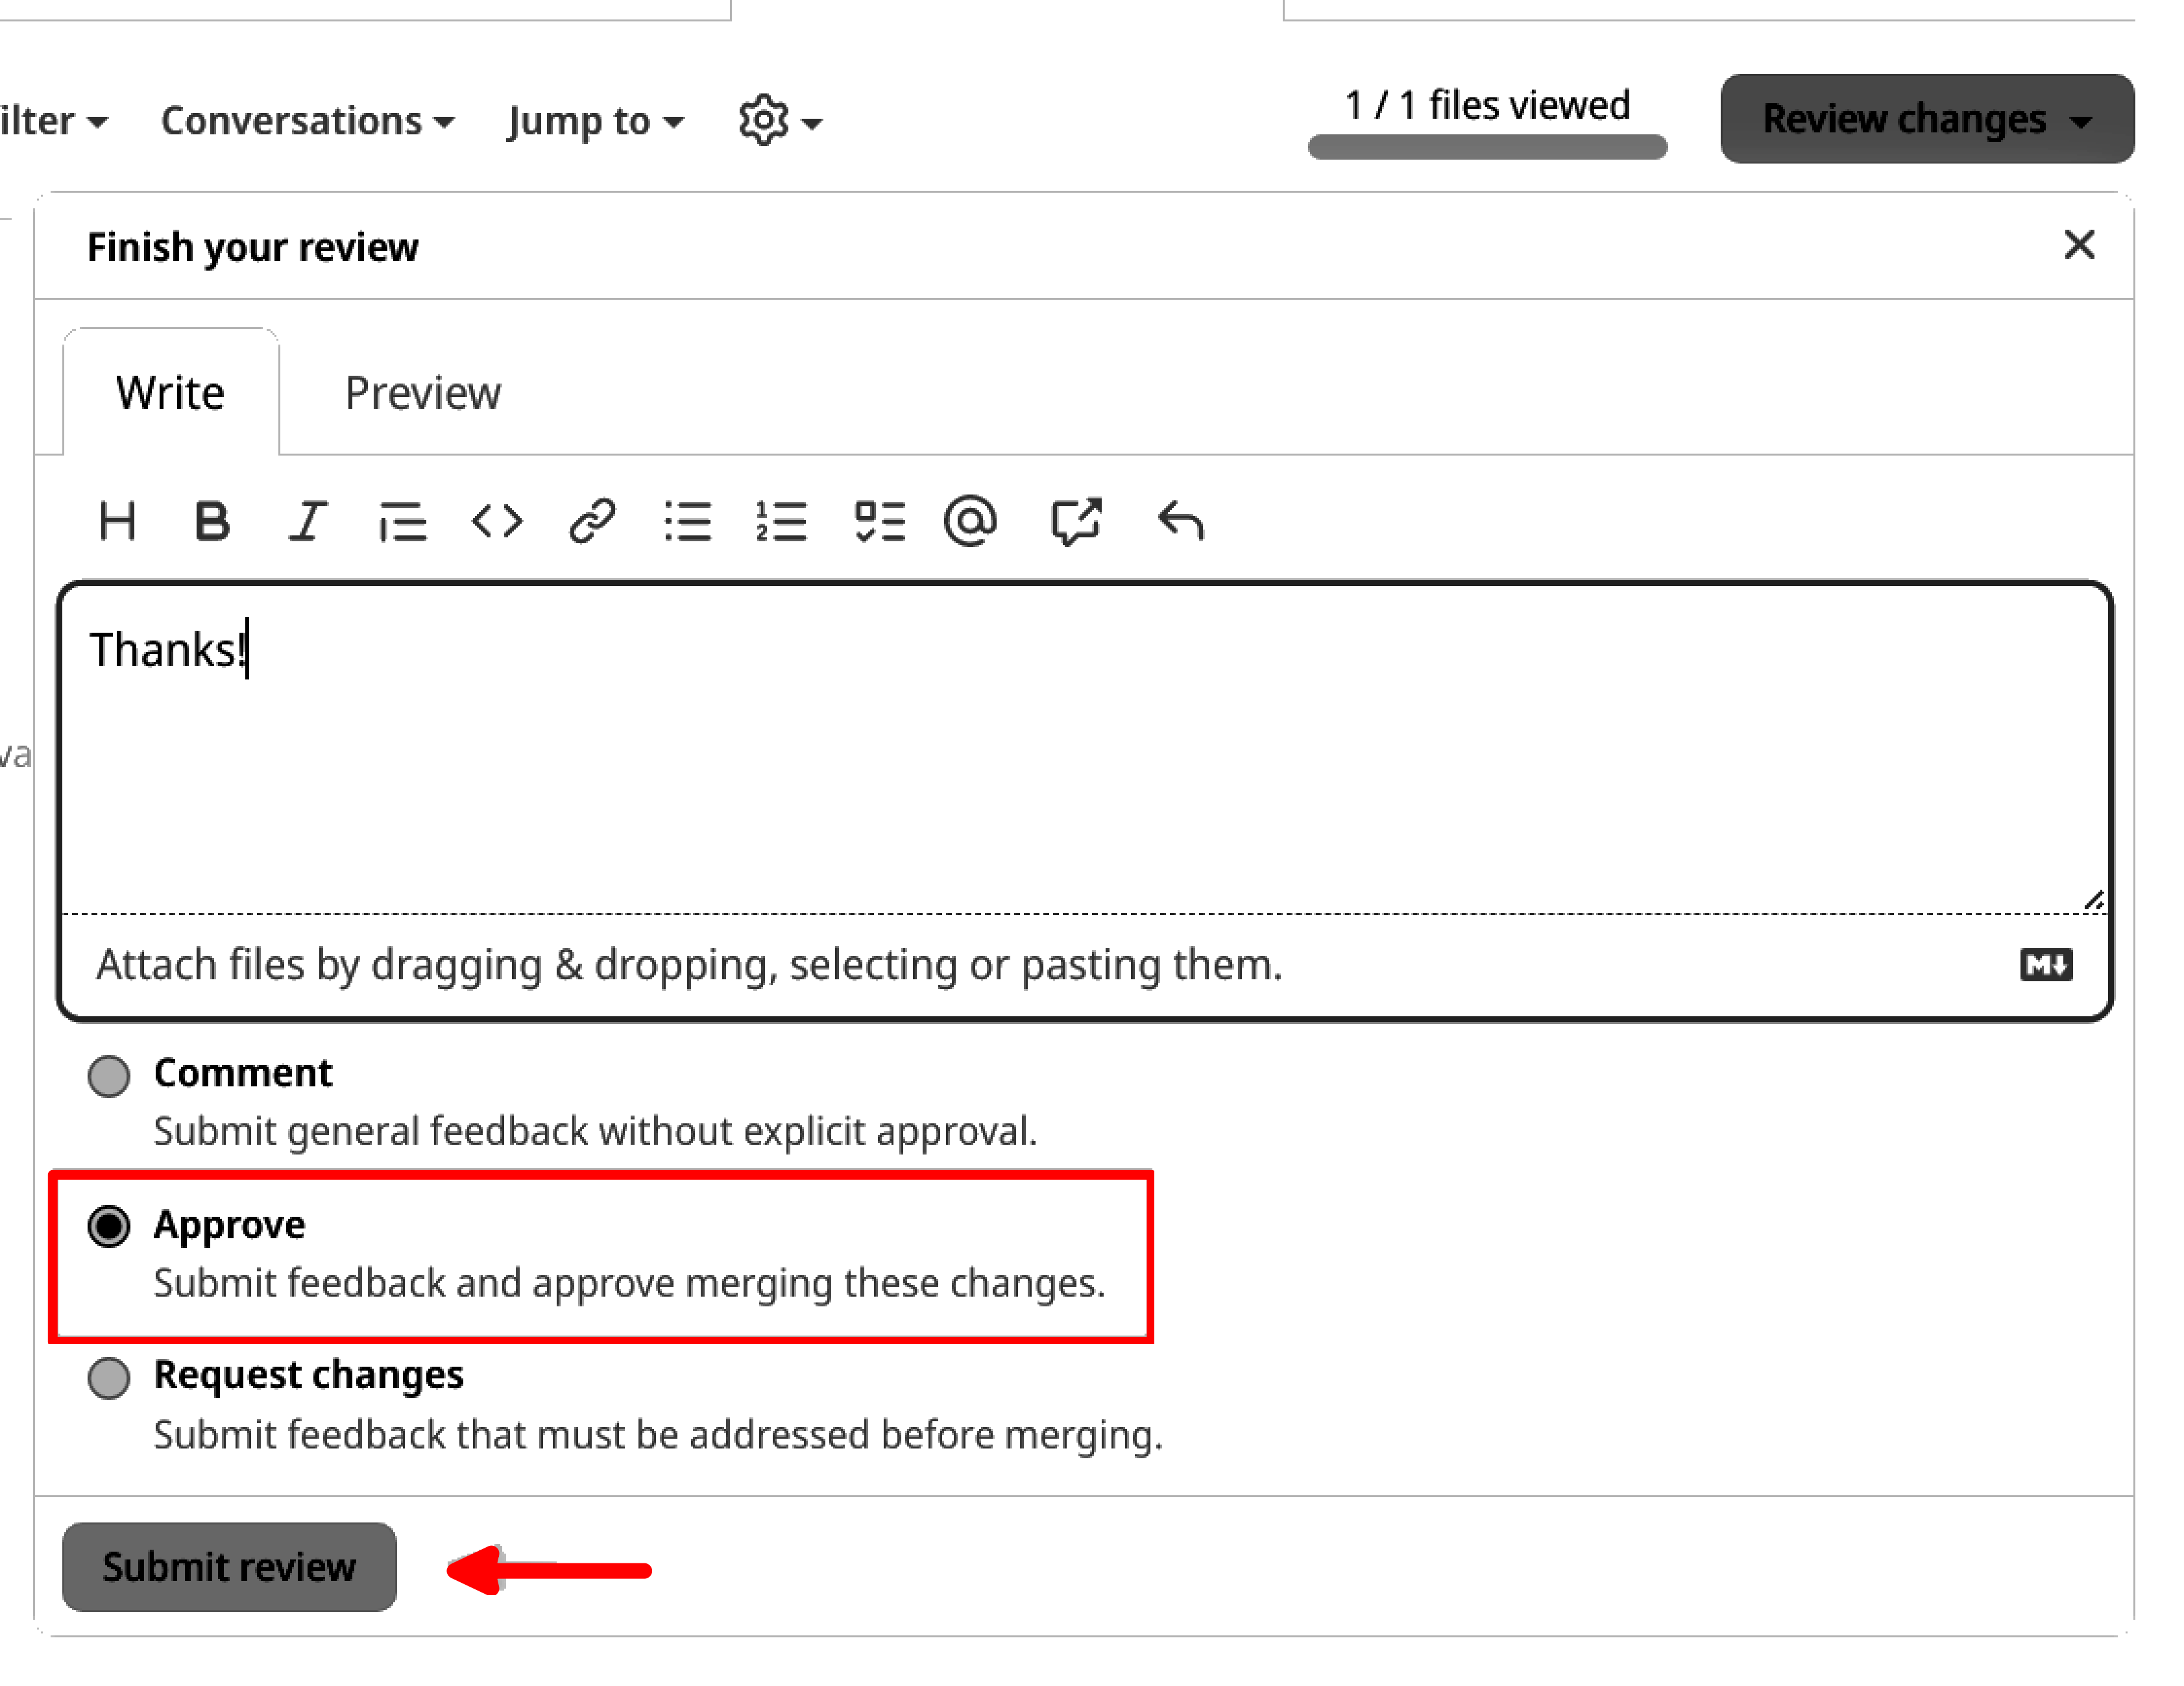 Conversations Jump to 1 / 1 files viewed Review changes
Finish your review
Write Preview
Thanks!
Attach files by dragging & dropping, selecting or pasting them.
Comment
Submit general feedback without explicit approval.
Approve
Submit feedback and approve merging these changes.
Request changes
Submit feedback that must be addressed before merging.
Submit review